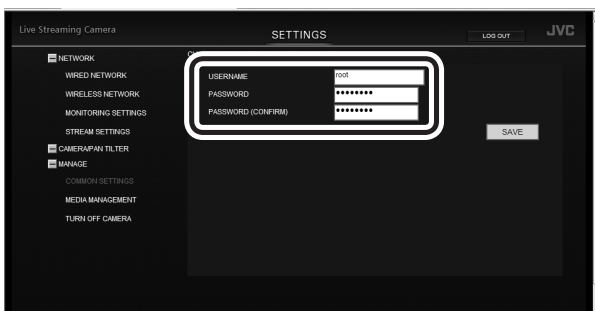 Live Streaming Camera
SETTINGS
LOG OUT
JVC
NETWORK
WIRED NETWORK
WIRELESS NETWORK
MONITORING SETTINGS
STREAM SETTINGS
CAMERA/PAN TILTER
MANAGE
COMMON SETTINGS
MEDIA MANAGEMENT
TURN OFF CAMERA
USERNAME root
PASSWORD ••••••••
PASSWORD (CONFIRM) ••••••••
SAVE